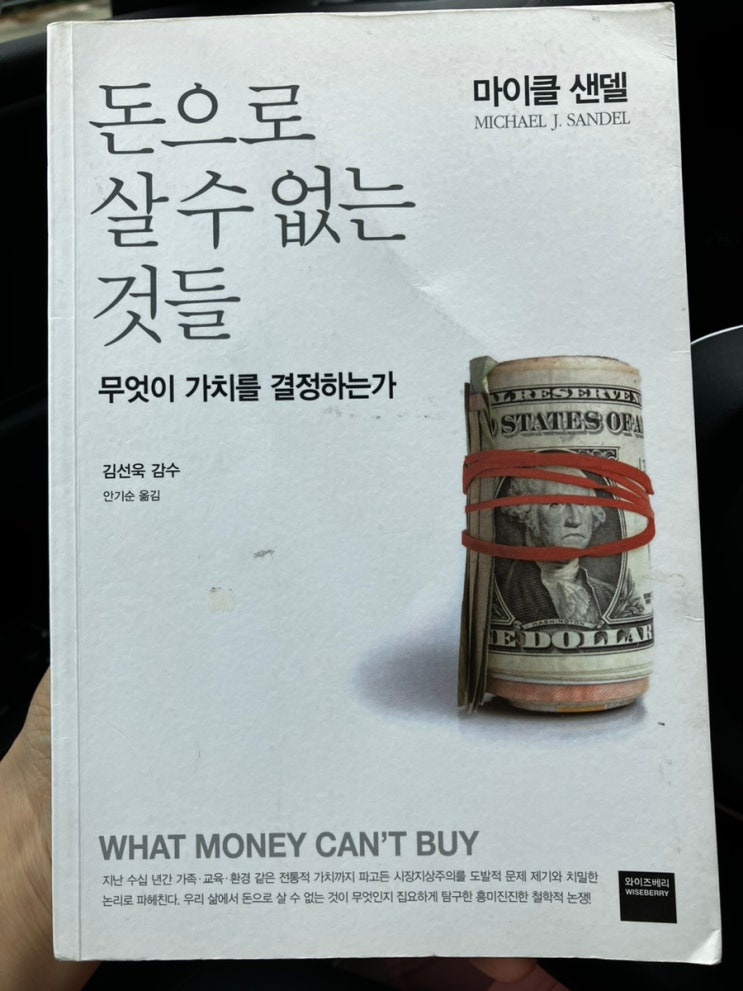 돈으로
살 수 없는
것들
마이클 샌델
MICHAEL J. SANDEL
무엇이 가치를 결정하는가
김선욱 감수
안기순 옮김
STATES OF
WASHINGTON
DOLLAR
WHAT MONEY CAN'T BUY
지난 수십 년간 가족·교육·환경 같은 전통적 가치까지 파고든 시장지상주의를 도발적 문제 제기와 치밀한
논리로 파헤친다. 우리 삶에서 돈으로 살 수 없는 것이 무엇인지 집요하게 탐구한 흥미진진한 철학적 논쟁!
와이즈베리
WISEBERRY